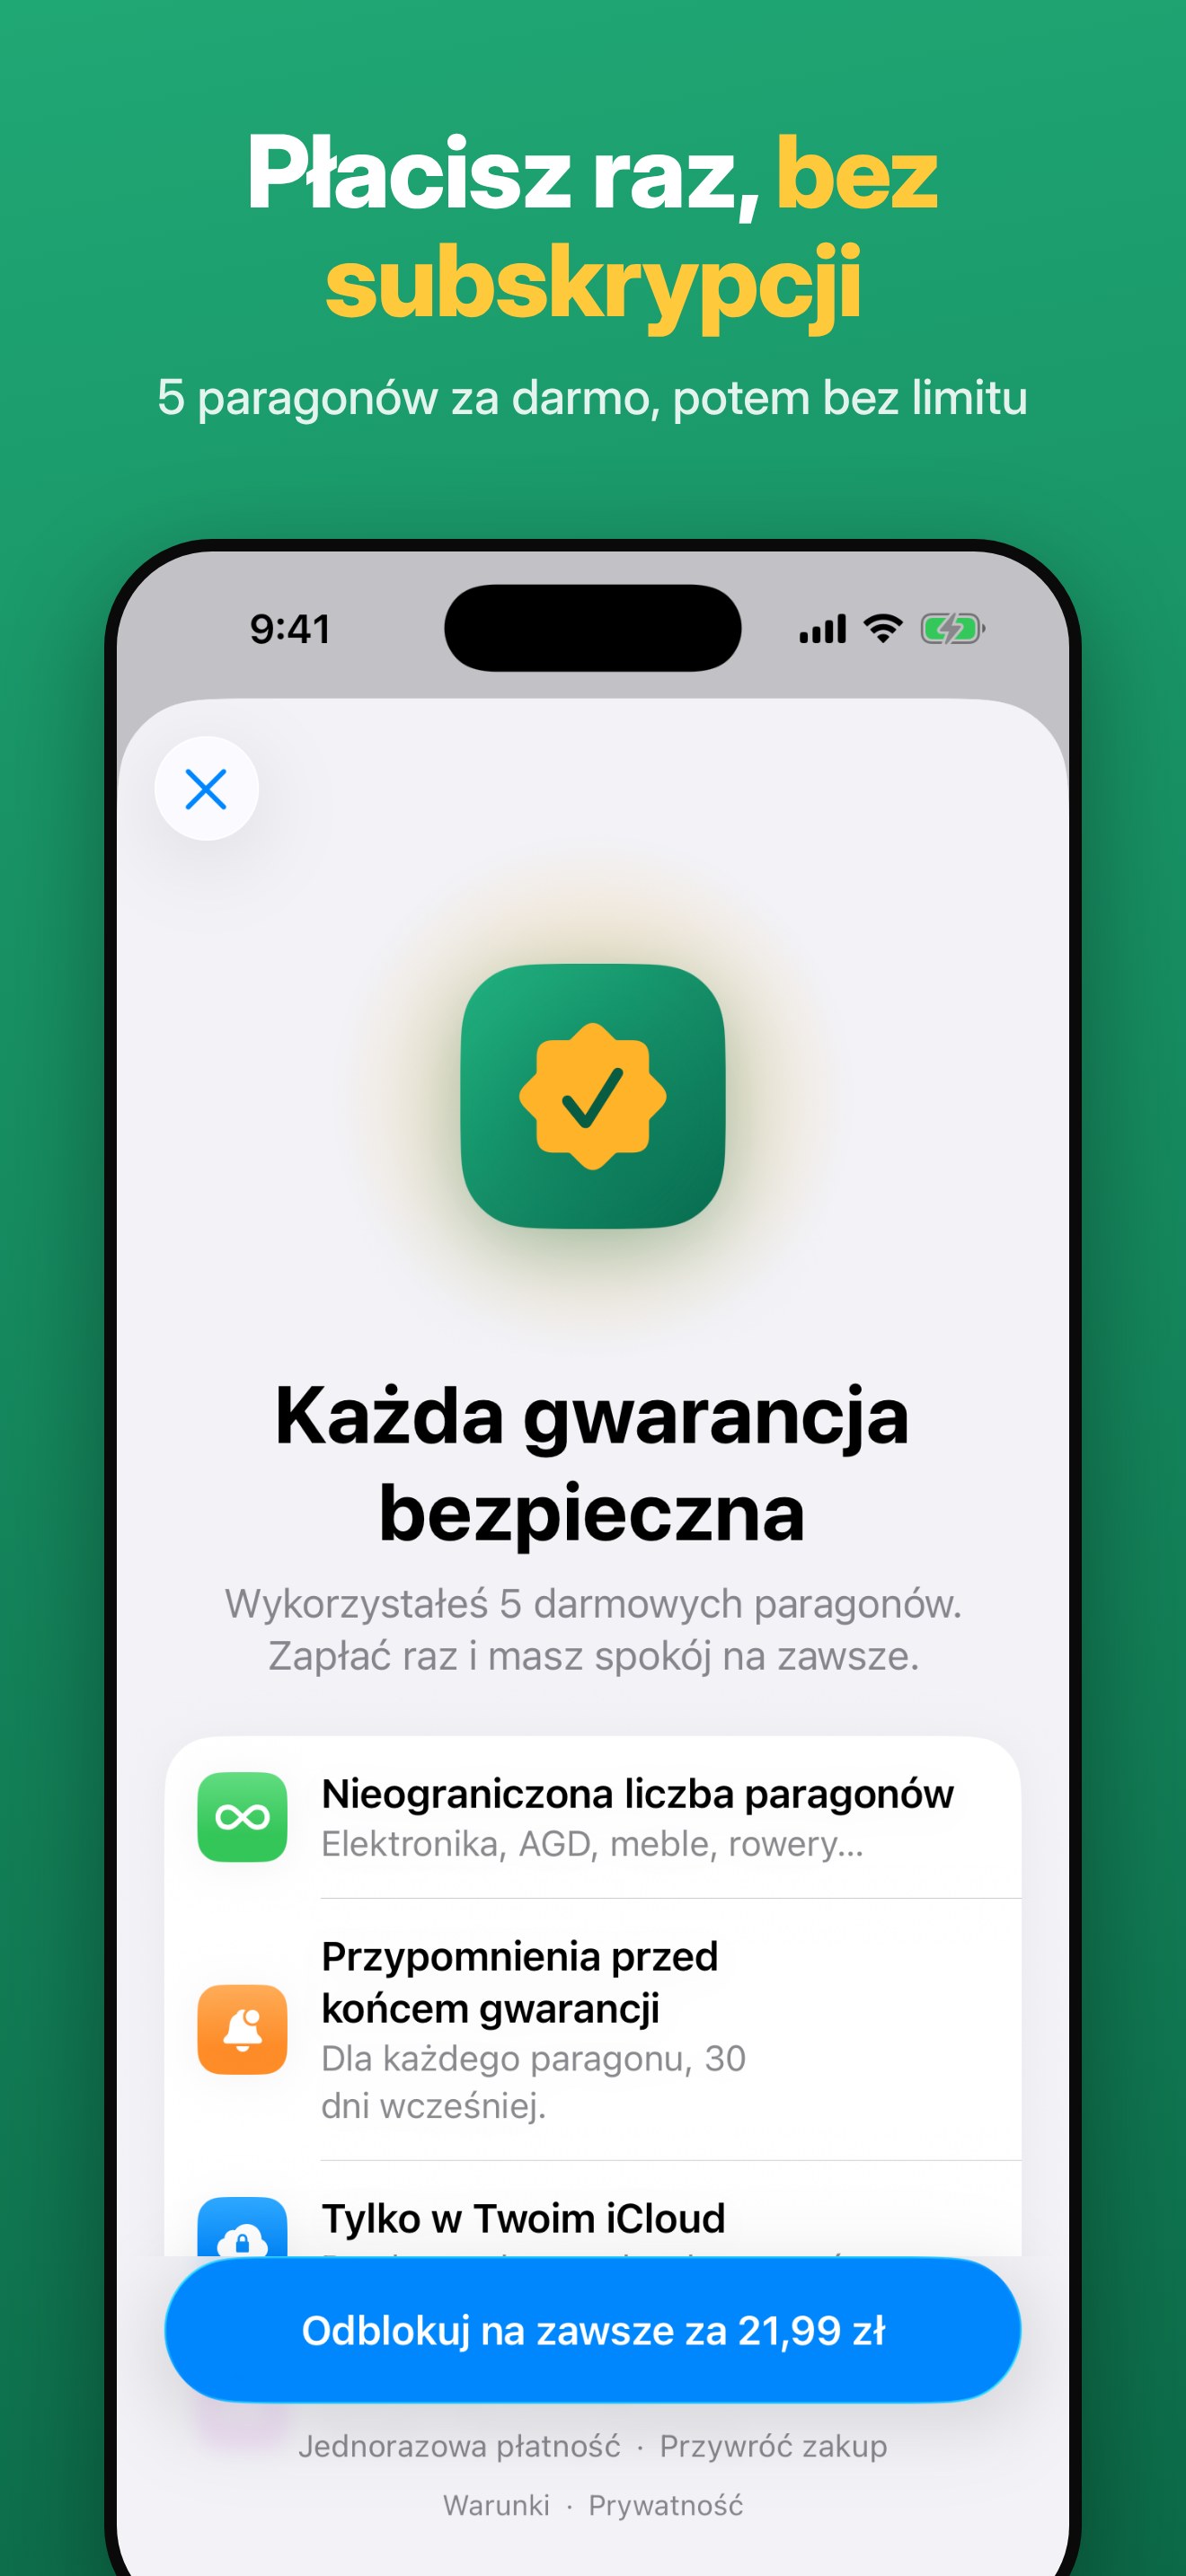 Płacisz raz, bez
subskrypcji
5 paragonów za darmo, potem bez limitu
9:41
Każda gwarancja
bezpieczna
Wykorzystałeś 5 darmowych paragonów.
Zapłać raz i masz spokój na zawsze.
Nieograniczona liczba paragonów
Elektronika, AGD, meble, rowery...
Przypomnienia przed
końcem gwarancji
Dla każdego paragonu, 30
dni wcześniej.
Tylko w Twoim iCloud
Odblokuj na zawsze za 21,99 zł
Jednorazowa płatność · Przywróć zakup
Warunki · Prywatność